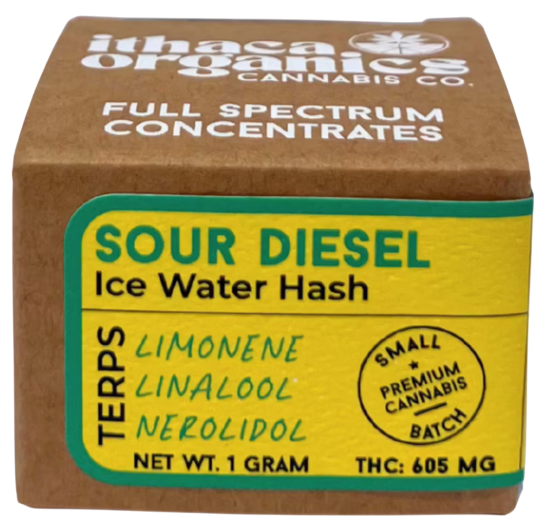 ithaca
organics
CANNABIS CO.
FULL SPECTRUM
CONCENTRATES
SOUR DIESEL
Ice Water Hash
TERPS
LIMONENE
LINALOOL
NEROLIDOL
SMALL
PREMIUM
CANNABIS
BATCH
NET WT. 1 GRAM
THC: 605 MG